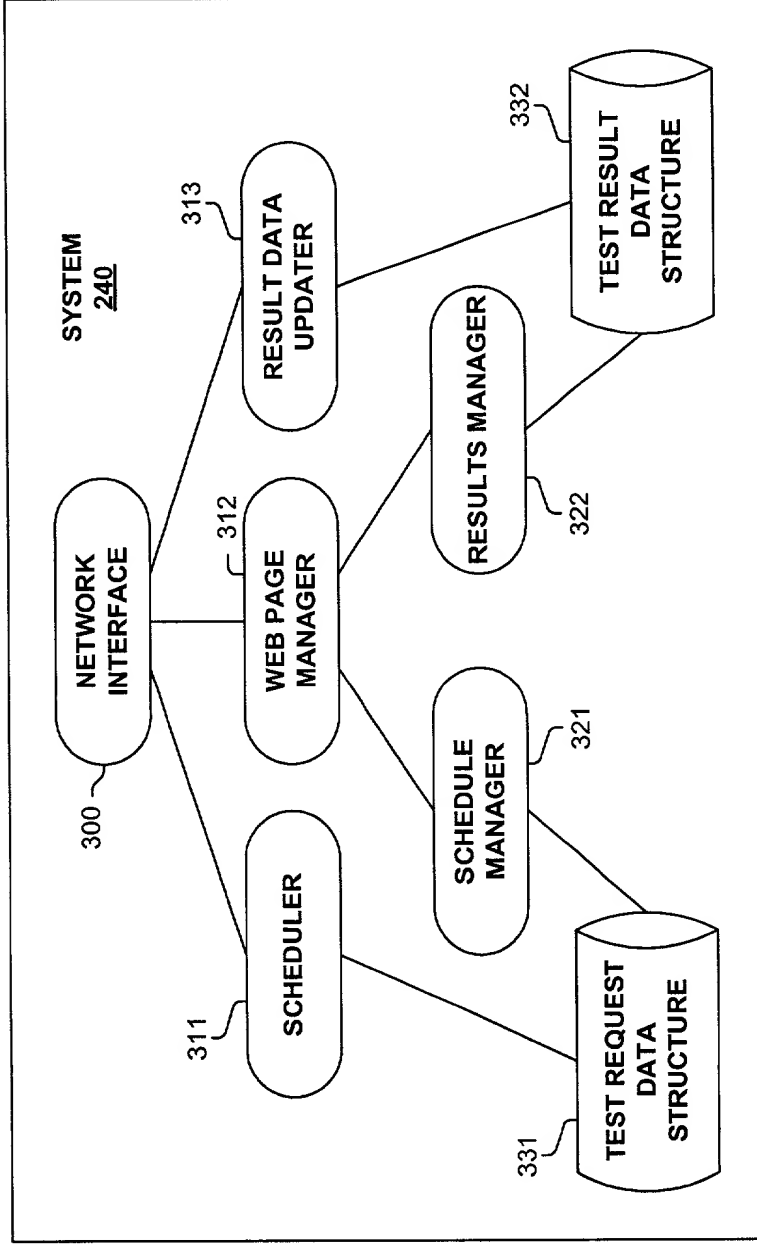 SYSTEM
240
NETWORK
INTERFACE
300
SCHEDULER
311
WEB PAGE
MANAGER
312
RESULT DATA
UPDATER
313
SCHEDULE
MANAGER
321
RESULTS MANAGER
322
TEST REQUEST
DATA
STRUCTURE
331
TEST RESULT
DATA
STRUCTURE
332